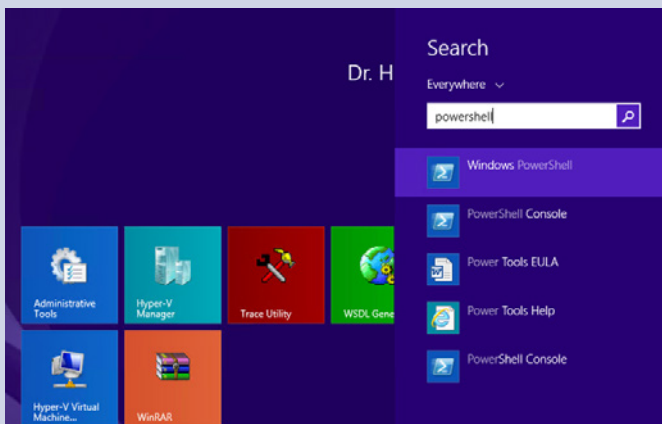 Dr. H
Search
Everywhere
powershell
Windows PowerShell
PowerShell Console
Power Tools EULA
Power Tools Help
PowerShell Console
Administrative
Tools
Hyper-V
Manager
Trace Utility
WSDL Gene
Hyper-V Virtual
Machine...
WinRAR